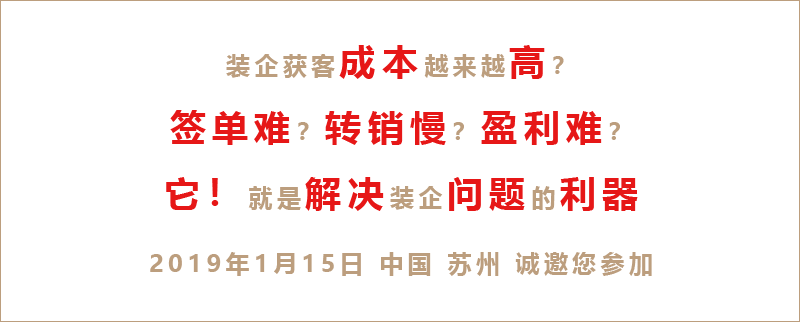 装企获客成本越来越高？
签单难？转销慢？盈利难？
它！就是解决装企问题的利器
2019年1月15日 中国 苏州 诚邀您参加